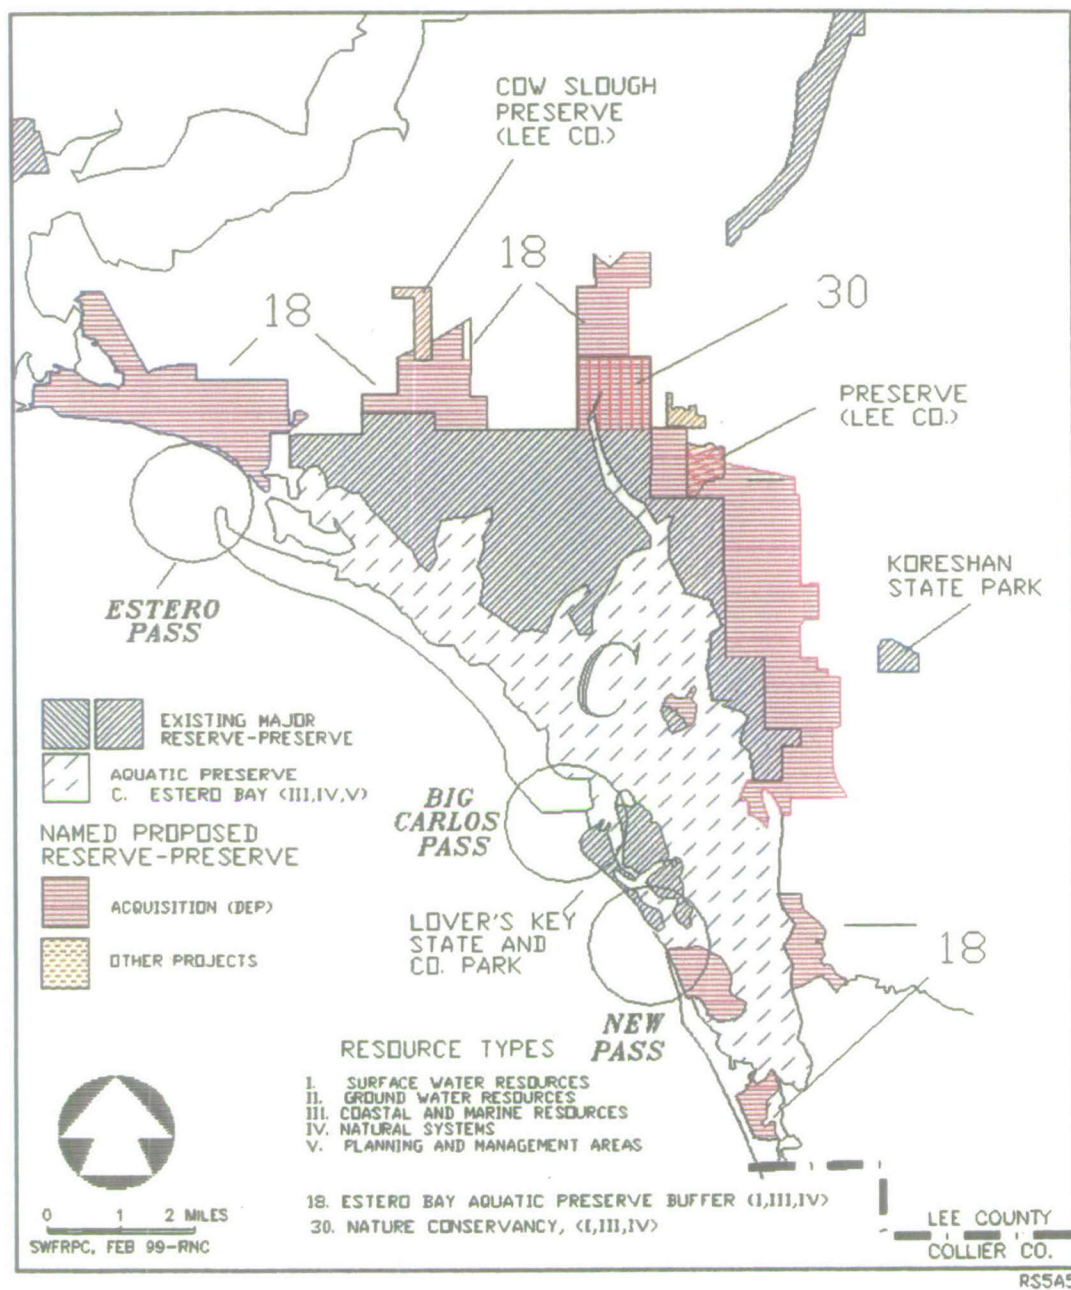 COW SLOUGH
PRESERVE
(LEE CO.)
18
18
30
PRESERVE
(LEE CO.)
KORESHAN
STATE PARK
ESTERO
PASS
C
EXISTING MAJOR
RESERVE-PRESERVE
AQUATIC PRESERVE
C. ESTERO BAY (III,IV,V)
NAMED PROPOSED
RESERVE-PRESERVE
ACQUISITION (DEP)
OTHER PROJECTS
BIG
CARLOS
PASS
LOVER'S KEY
STATE AND
CO. PARK
18
NEW
PASS
RESOURCE TYPES
I. SURFACE WATER RESOURCES
II. GROUND WATER RESOURCES
III. COASTAL AND MARINE RESOURCES
IV. NATURAL SYSTEMS
V. PLANNING AND MANAGEMENT AREAS
18. ESTERO BAY AQUATIC PRESERVE BUFFER (I,III,IV)
30. NATURE CONSERVANCY, (I,III,IV)
0 1 2 MILES
SWFRPC, FEB 99-RNC
LEE COUNTY
COLLIER CO.
RS5A5